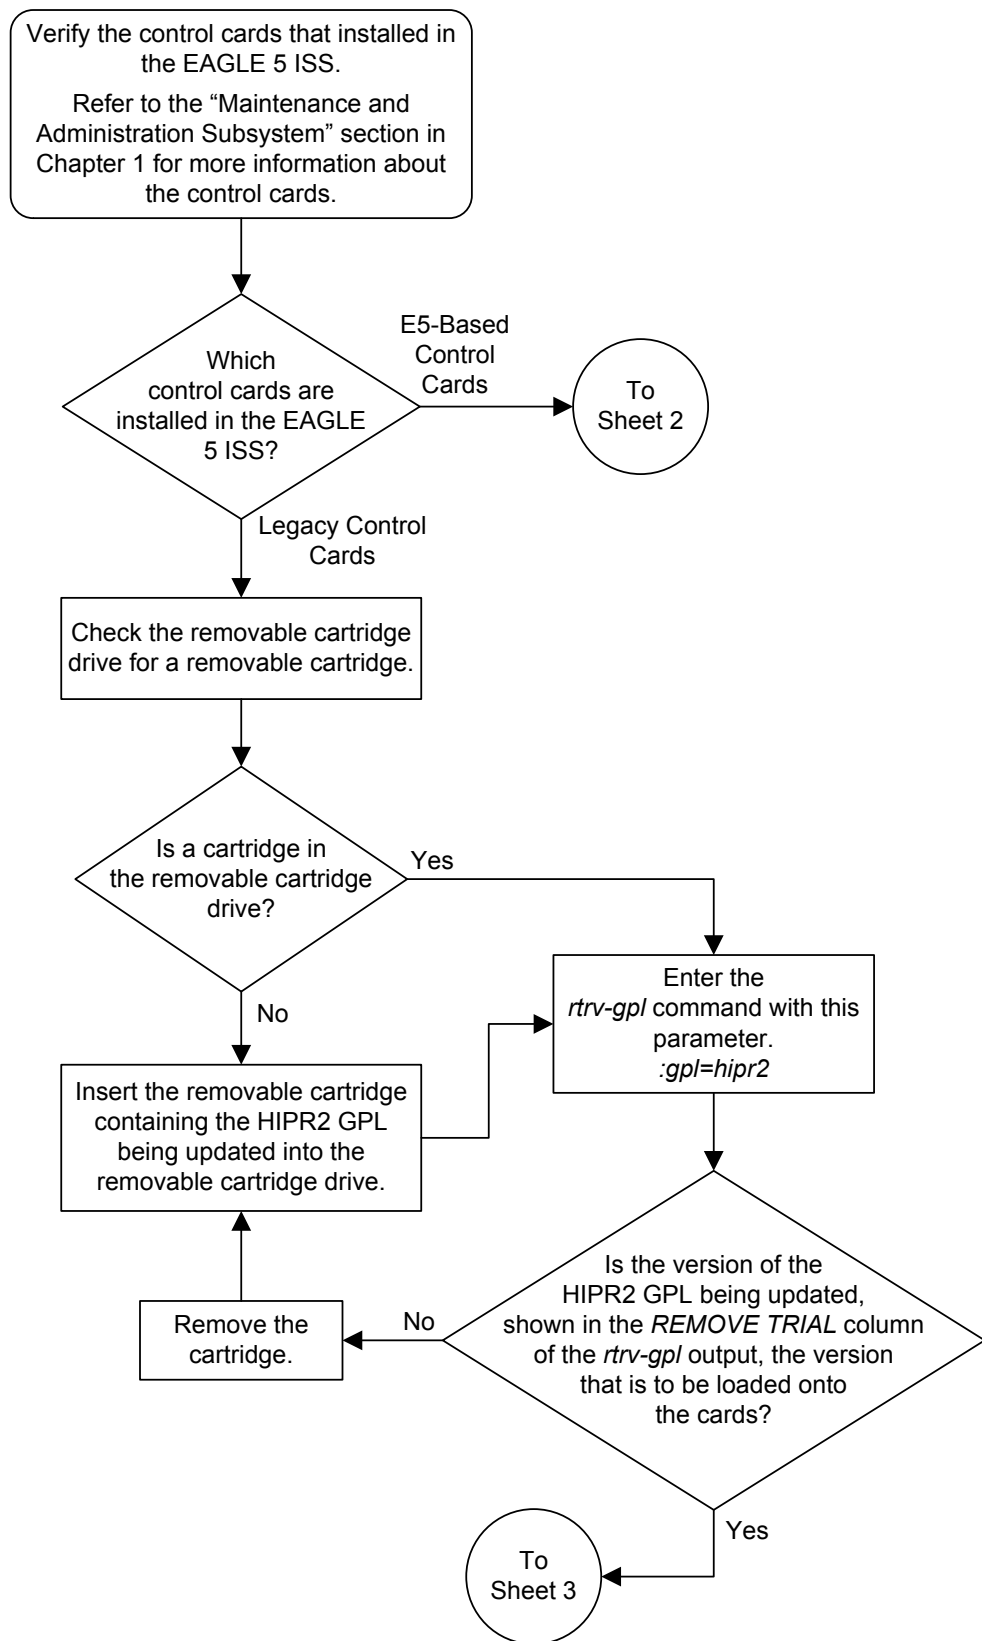 Verify the control cards that installed in
the EAGLE 5 ISS.
Refer to the “Maintenance and
Administration Subsystem” section in
Chapter 1 for more information about
the control cards.
Which
control cards are
installed in the EAGLE
5 ISS?
E5-Based
Control
Cards
To
Sheet 2
Legacy Control
Cards
Check the removable cartridge
drive for a removable cartridge.
Is a cartridge in
the removable cartridge
drive?
Yes
No
Enter the
rtrv-gpl command with this
parameter.
:gpl=hipr2
Insert the removable cartridge
containing the HIPR2 GPL
being updated into the
removable cartridge drive.
Is the version of the
HIPR2 GPL being updated,
shown in the REMOVE TRIAL column
of the rtrv-gpl output, the version
that is to be loaded onto
the cards?
No
Remove the
cartridge.
Yes
To
Sheet 3